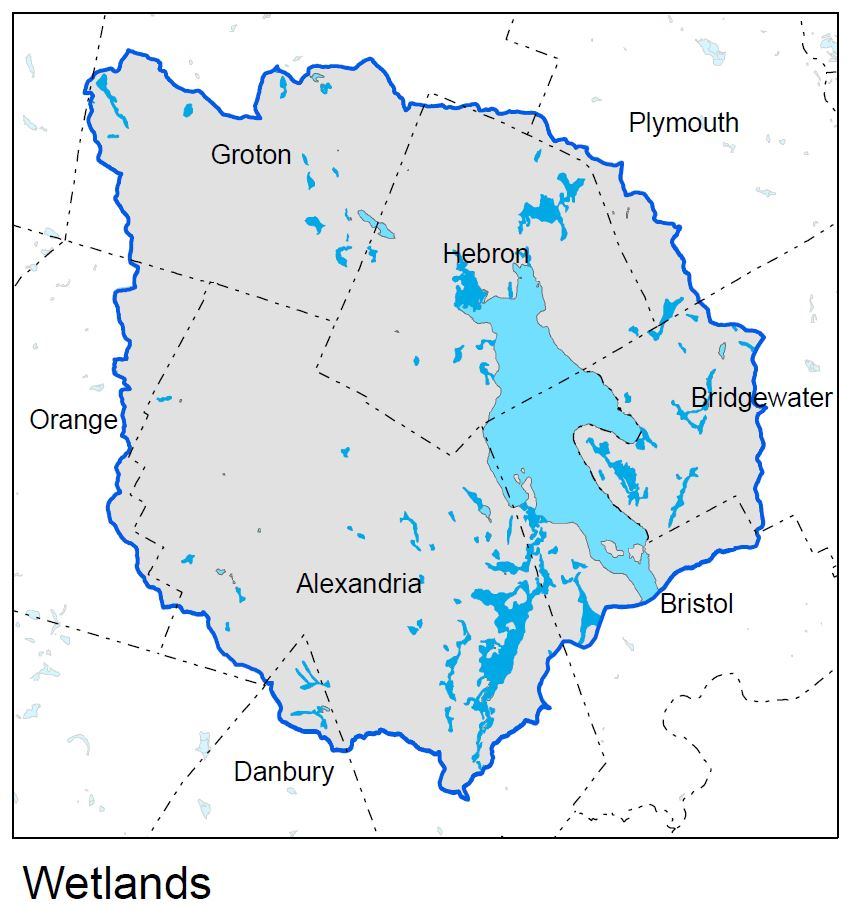 Plymouth
Groton
Hebron
Bridgewater
Orange
Alexandria
Bristol
Danbury
Wetlands